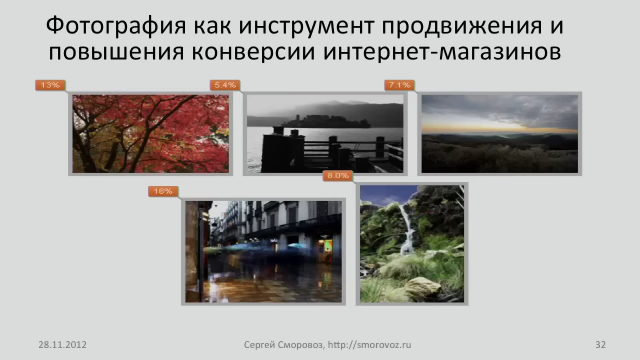 Фотография как инструмент продвижения и
повышения конверсии интернет-магазинов
13%
5.4%
7.1%
18%
8.0%
28.11.2012
Сергей Сморовоз, http://smorovoz.ru
32